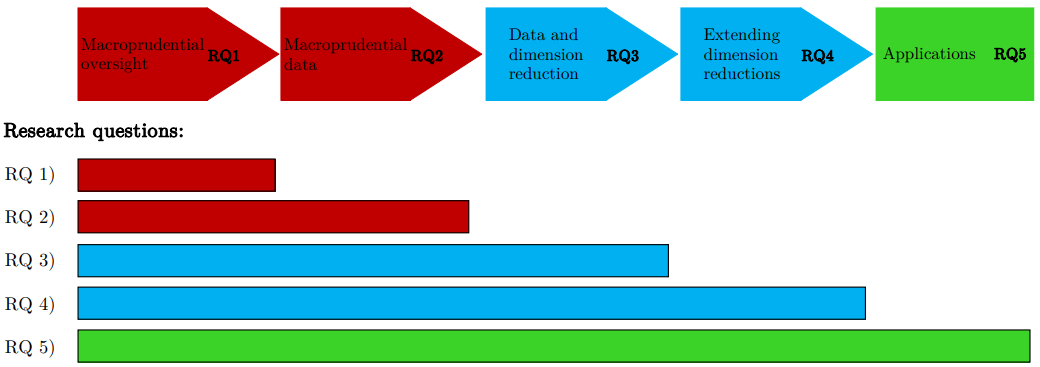 Macroprudential
oversight
RQ1
Macroprudential
data
RQ2
Data and
dimension
reduction
RQ3
Extending
dimension
reductions
RQ4
Applications
RQ5
Research questions:
RQ 1)
RQ 2)
RQ 3)
RQ 4)
RQ 5)